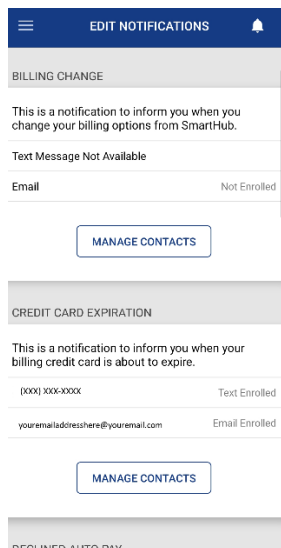 EDIT NOTIFICATIONS
BILLING CHANGE
This is a notification to inform you when you
change your billing options from SmartHub.
Text Message Not Available
Email Not Enrolled
MANAGE CONTACTS
CREDIT CARD EXPIRATION
This is a notification to inform you when your
billing credit card is about to expire.
(XXX) XXX-XXXX Text Enrolled
youremailaddresshere@youremail.com Email Enrolled
MANAGE CONTACTS
DECLINED AUTO PAY